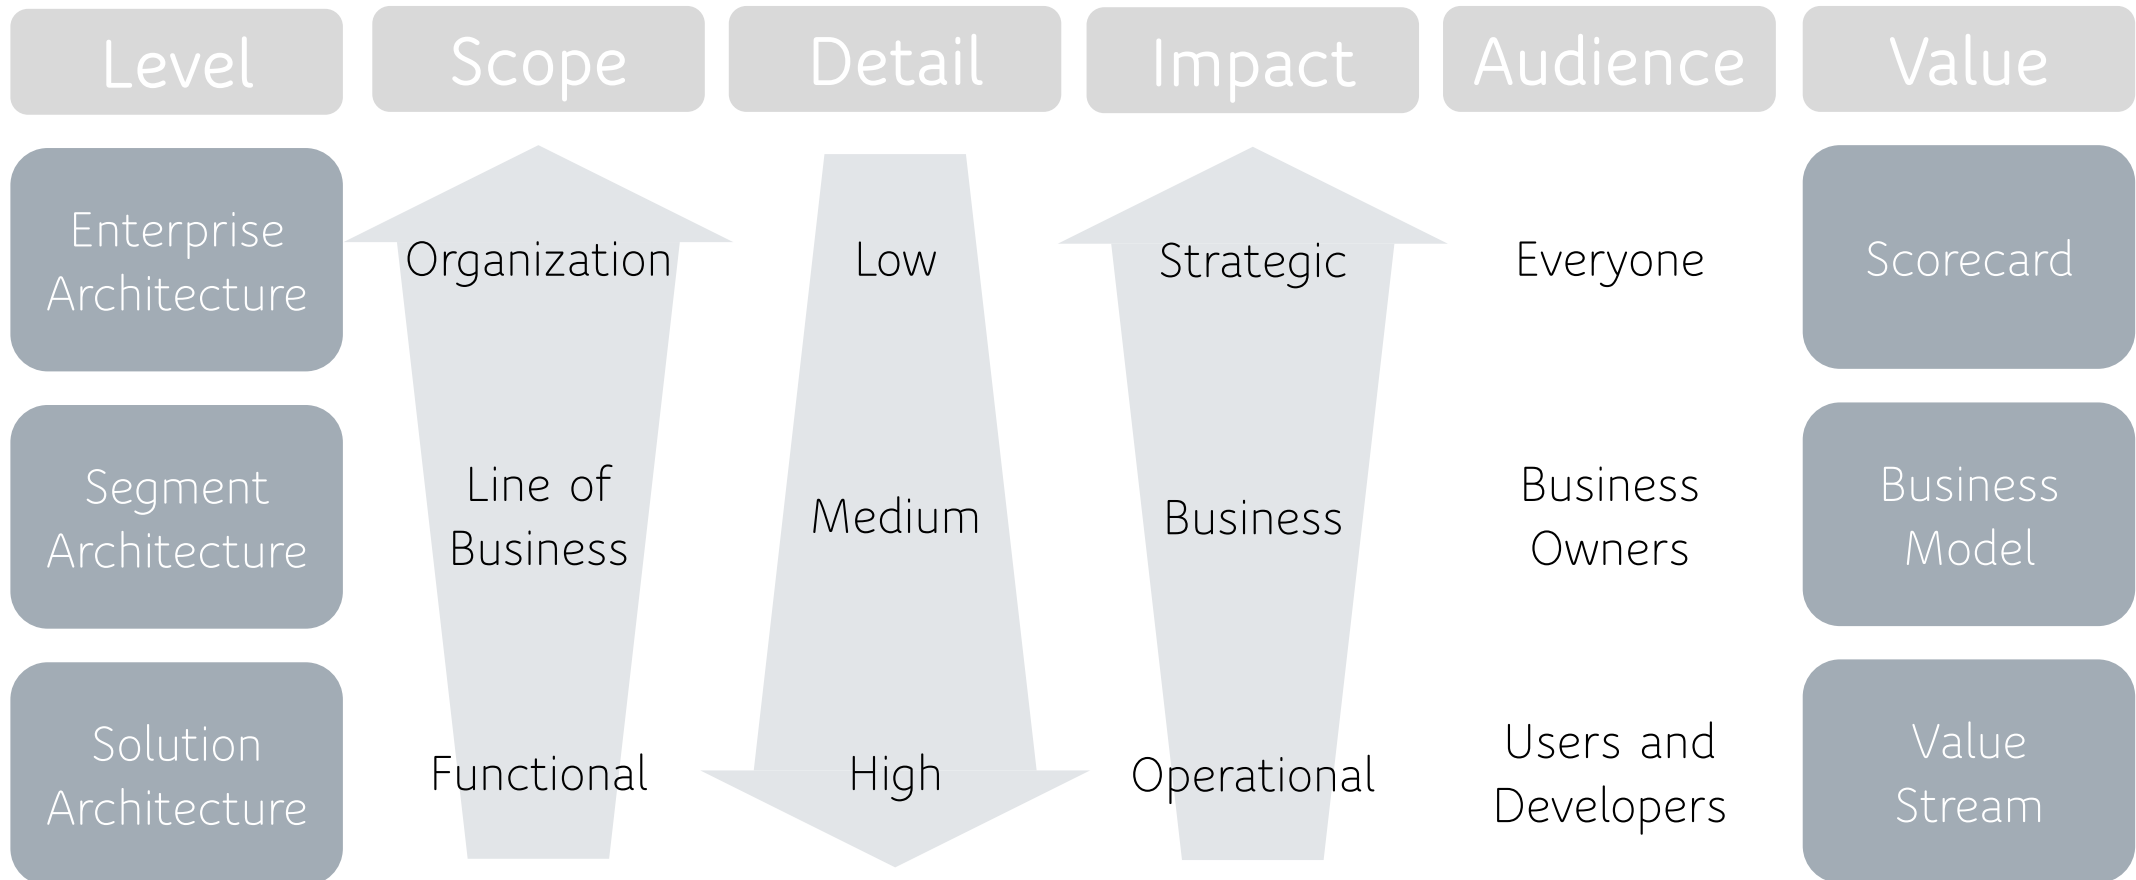 Level
Scope
Detail
Impact
Audience
Value
Enterprise
Architecture
Organization
Low
Strategic
Everyone
Scorecard
Segment
Architecture
Line of
Business
Medium
Business
Business
Owners
Business
Model
Solution
Architecture
Functional
High
Operational
Users and
Developers
Value
Stream